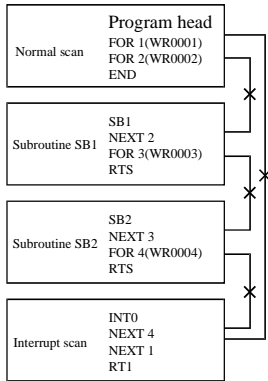 Normal scan
Program head
FOR 1(WR0001)
FOR 2(WR0002)
END
Subroutine SB1
SB1
NEXT 2
FOR 3(WR0003)
RTS
Subroutine SB2
SB2
NEXT 3
FOR 4(WR0004)
RTS
Interrupt scan
INT0
NEXT 4
NEXT 1
RT1